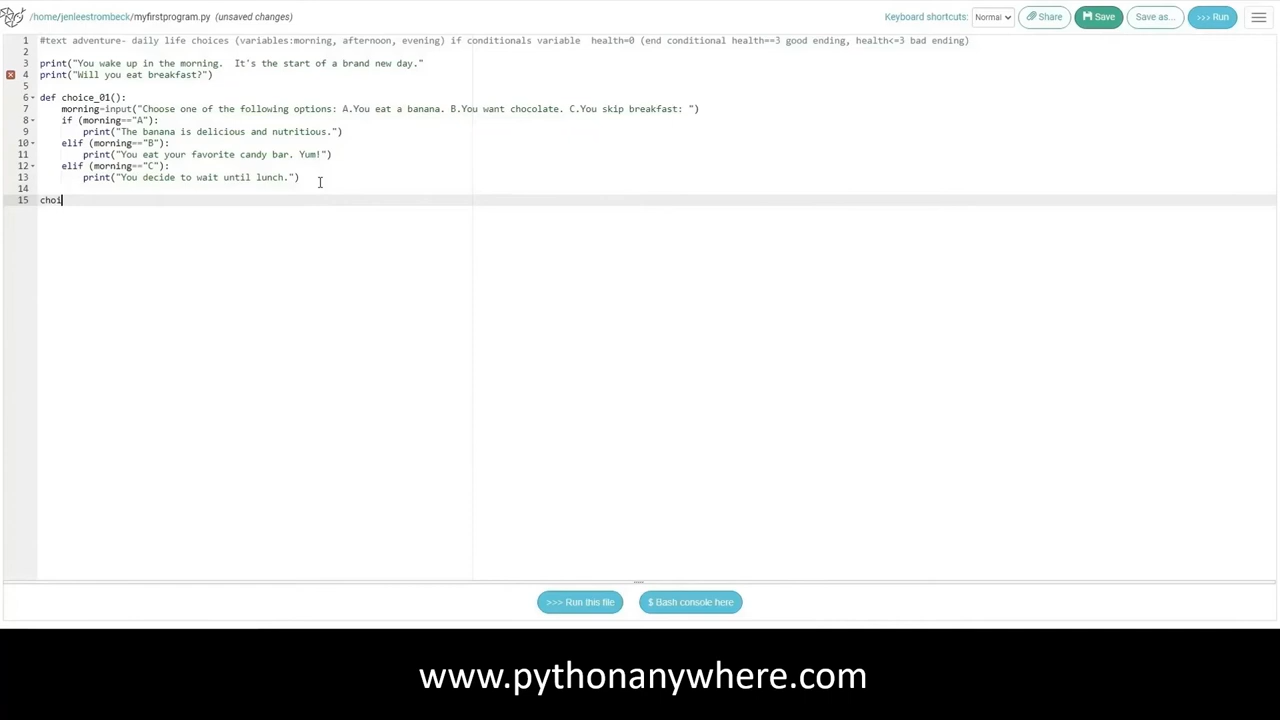 /home/jenleestrombeck/myfirstprogram.py (unsaved changes) Keyboard shortcuts: Normal Share Save Save as... >>> Run
1 #text adventure- daily life choices (variables:morning, afternoon, evening) if conditionals variable  health=0 (end conditional health==3 good ending, health<=3 bad ending)
2
3 print("You wake up in the morning.  It's the start of a brand new day."
4 print("Will you eat breakfast?")
5
6 def choice_01():
7     morning=input("Choose one of the following options: A.You eat a banana. B.You want chocolate. C.You skip breakfast: ")
8     if (morning=="A"):
9         print("The banana is delicious and nutritious.")
10     elif (morning=="B"):
11         print("You eat your favorite candy bar. Yum!")
12     elif (morning=="C"):
13         print("You decide to wait until lunch.")
14
15 choi
>>> Run this file $ Bash console here
www.pythonanywhere.com